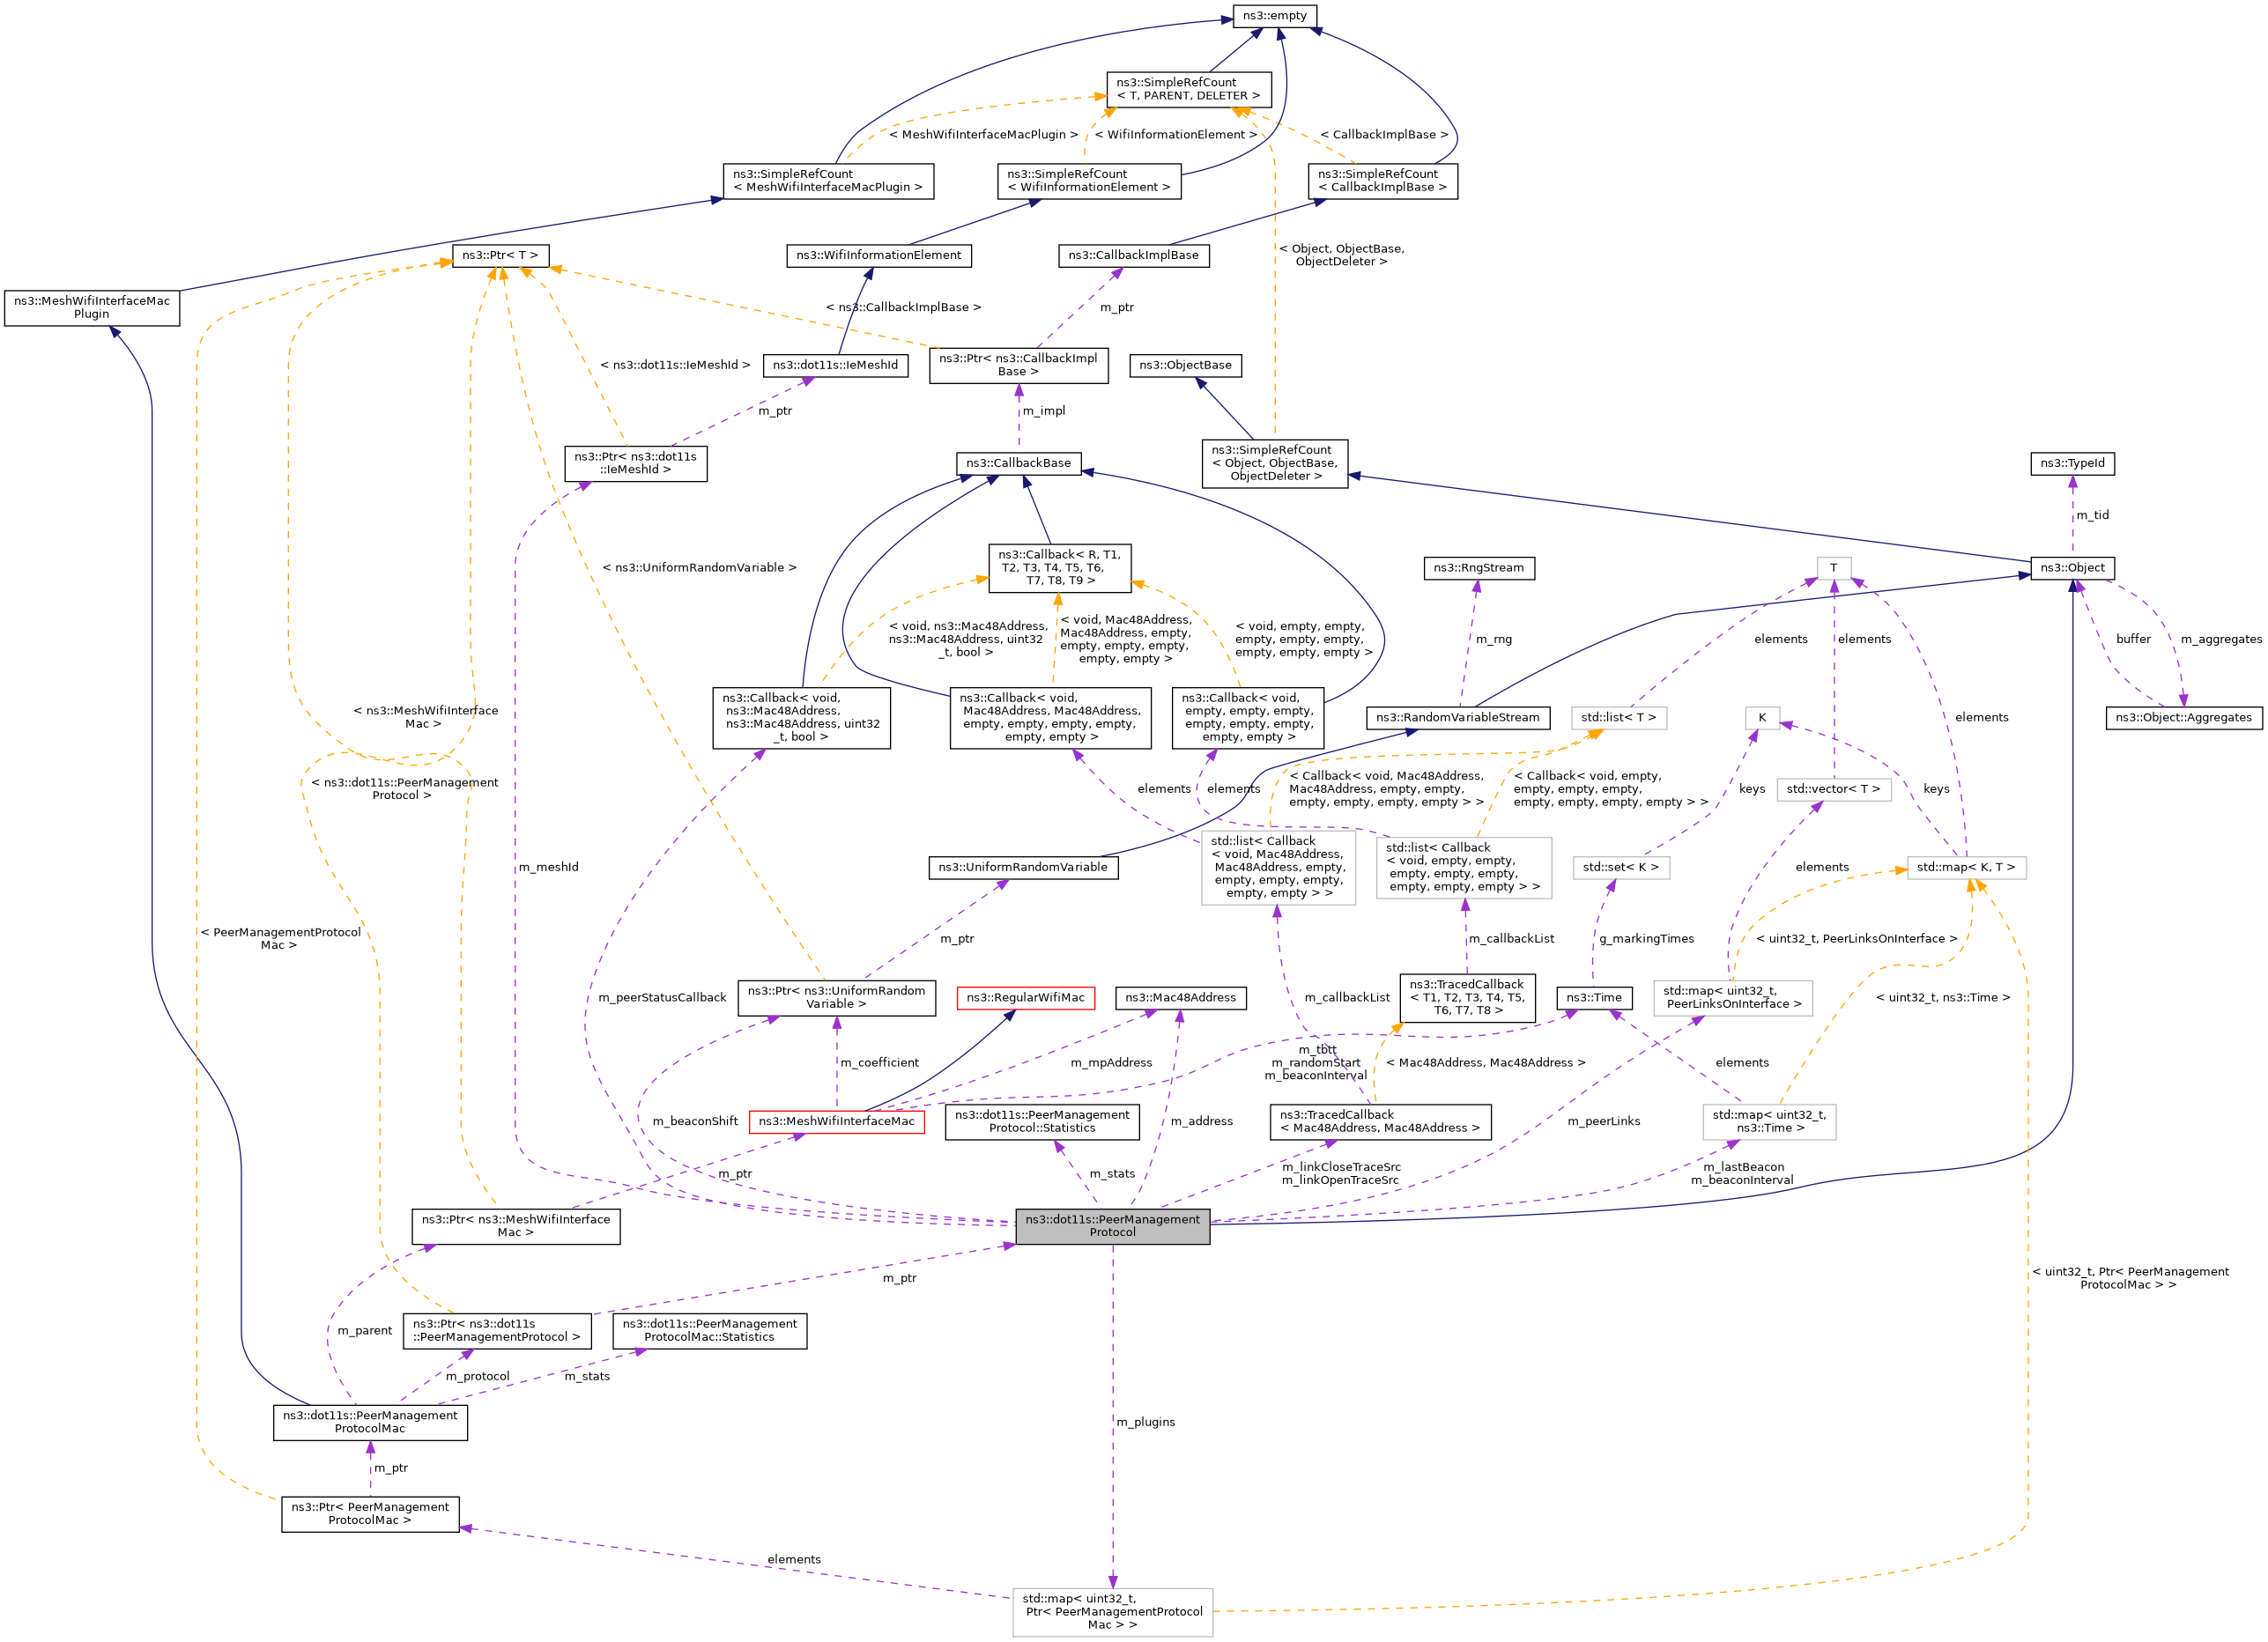 ns3::empty
ns3::SimpleRefCount
< T, PARENT, DELETER >
< MeshWifiInterfaceMacPlugin >
< WifiInformationElement >
< CallbackImplBase >
ns3::SimpleRefCount
< MeshWifiInterfaceMacPlugin >
ns3::SimpleRefCount
< WifiInformationElement >
ns3::SimpleRefCount
< CallbackImplBase >
ns3::Ptr< T >
ns3::WifiInformationElement
ns3::CallbackImplBase
< Object, ObjectBase,
ObjectDeleter >
ns3::MeshWifiInterfaceMac
Plugin
< ns3::CallbackImplBase >
m_ptr
< ns3::dot11s::IeMeshId >
ns3::dot11s::IeMeshId
ns3::Ptr< ns3::CallbackImpl
Base >
ns3::ObjectBase
m_ptr
m_impl
ns3::Ptr< ns3::dot11s
::IeMeshId >
ns3::CallbackBase
ns3::SimpleRefCount
< Object, ObjectBase,
ObjectDeleter >
ns3::TypeId
m_tid
< ns3::UniformRandomVariable >
ns3::Callback< R, T1,
T2, T3, T4, T5, T6,
T7, T8, T9 >
ns3::RngStream
T
ns3::Object
< void, ns3::Mac48Address,
ns3::Mac48Address, uint32
_t, bool >
< void, Mac48Address,
Mac48Address, empty,
empty, empty, empty,
empty, empty >
< void, empty, empty,
empty, empty, empty,
empty, empty, empty >
m_rng
elements
elements
buffer
m_aggregates
< ns3::MeshWifiInterface
Mac >
ns3::Callback< void,
ns3::Mac48Address,
ns3::Mac48Address, uint32
_t, bool >
ns3::Callback< void,
Mac48Address, Mac48Address,
empty, empty, empty, empty,
empty, empty >
ns3::Callback< void,
empty, empty, empty,
empty, empty, empty,
empty, empty >
ns3::RandomVariableStream
std::list< T >
K
elements
ns3::Object::Aggregates
< ns3::dot11s::PeerManagement
Protocol >
elements
elements
< Callback< void, Mac48Address,
Mac48Address, empty, empty,
empty, empty, empty, empty > >
< Callback< void, empty,
empty, empty, empty,
empty, empty, empty, empty > >
keys
std::vector< T >
keys
m_meshId
ns3::UniformRandomVariable
std::list< Callback
< void, Mac48Address,
Mac48Address, empty,
empty, empty, empty,
empty, empty > >
std::list< Callback
< void, empty, empty,
empty, empty, empty,
empty, empty, empty > >
std::set< K >
elements
std::map< K, T >
< PeerManagementProtocol
Mac >
m_ptr
m_callbackList
g_markingTimes
< uint32_t, PeerLinksOnInterface >
m_peerStatusCallback
ns3::Ptr< ns3::UniformRandom
Variable >
ns3::RegularWifiMac
ns3::Mac48Address
m_callbackList
ns3::TracedCallback
< T1, T2, T3, T4, T5,
T6, T7, T8 >
ns3::Time
std::map< uint32_t,
PeerLinksOnInterface >
< uint32_t, ns3::Time >
m_coefficient
m_mpAddress
m_tbtt
m_randomStart
m_beaconInterval
< Mac48Address, Mac48Address >
elements
m_beaconShift
ns3::MeshWifiInterfaceMac
ns3::dot11s::PeerManagement
Protocol::Statistics
m_address
ns3::TracedCallback
< Mac48Address, Mac48Address >
m_peerLinks
std::map< uint32_t,
ns3::Time >
m_ptr
m_stats
m_linkCloseTraceSrc
m_linkOpenTraceSrc
m_lastBeacon
m_beaconInterval
ns3::Ptr< ns3::MeshWifiInterface
Mac >
ns3::dot11s::PeerManagement
Protocol
m_ptr
< uint32_t, Ptr< PeerManagement
ProtocolMac > >
m_parent
ns3::Ptr< ns3::dot11s
::PeerManagementProtocol >
ns3::dot11s::PeerManagement
ProtocolMac::Statistics
m_protocol
m_stats
ns3::dot11s::PeerManagement
ProtocolMac
m_plugins
m_ptr
ns3::Ptr< PeerManagement
ProtocolMac >
elements
std::map< uint32_t,
Ptr< PeerManagementProtocol
Mac > >